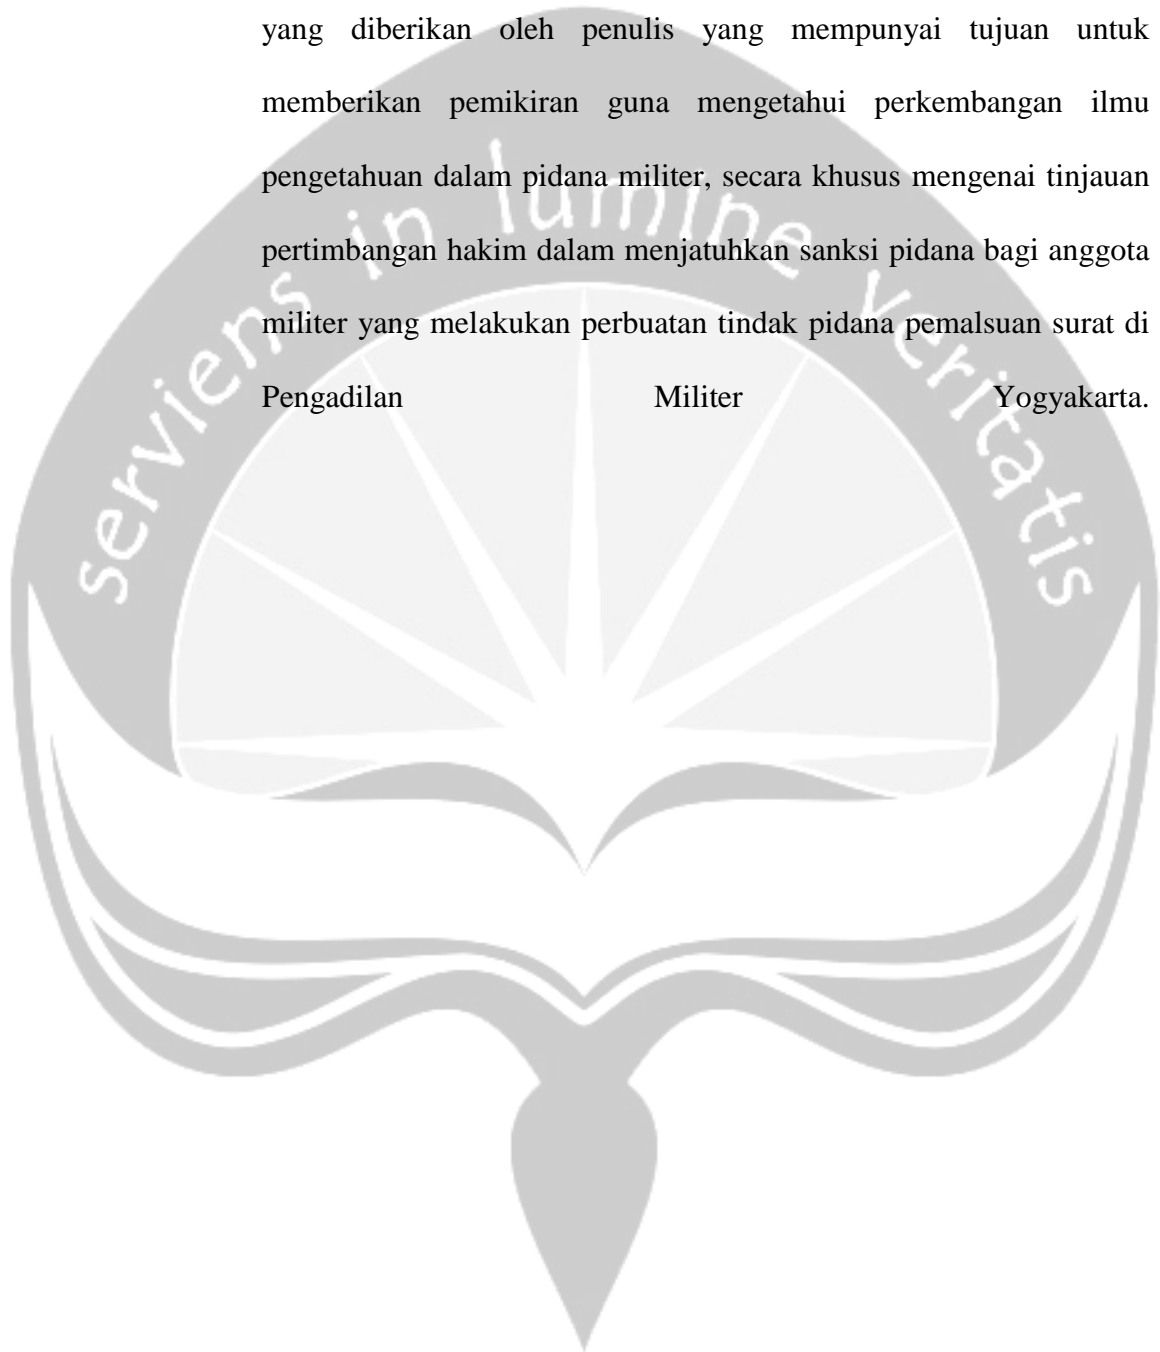 yang diberikan oleh penulis yang mempunyai tujuan untuk
memberikan pemikiran guna mengetahui perkembangan ilmu
pengetahuan dalam pidana militer, secara khusus mengenai tinjauan
pertimbangan hakim dalam menjatuhkan sanksi pidana bagi anggota
militer yang melakukan perbuatan tindak pidana pemalsuan surat di
Pengadilan Militer Yogyakarta.
serviens in lumine veritatis